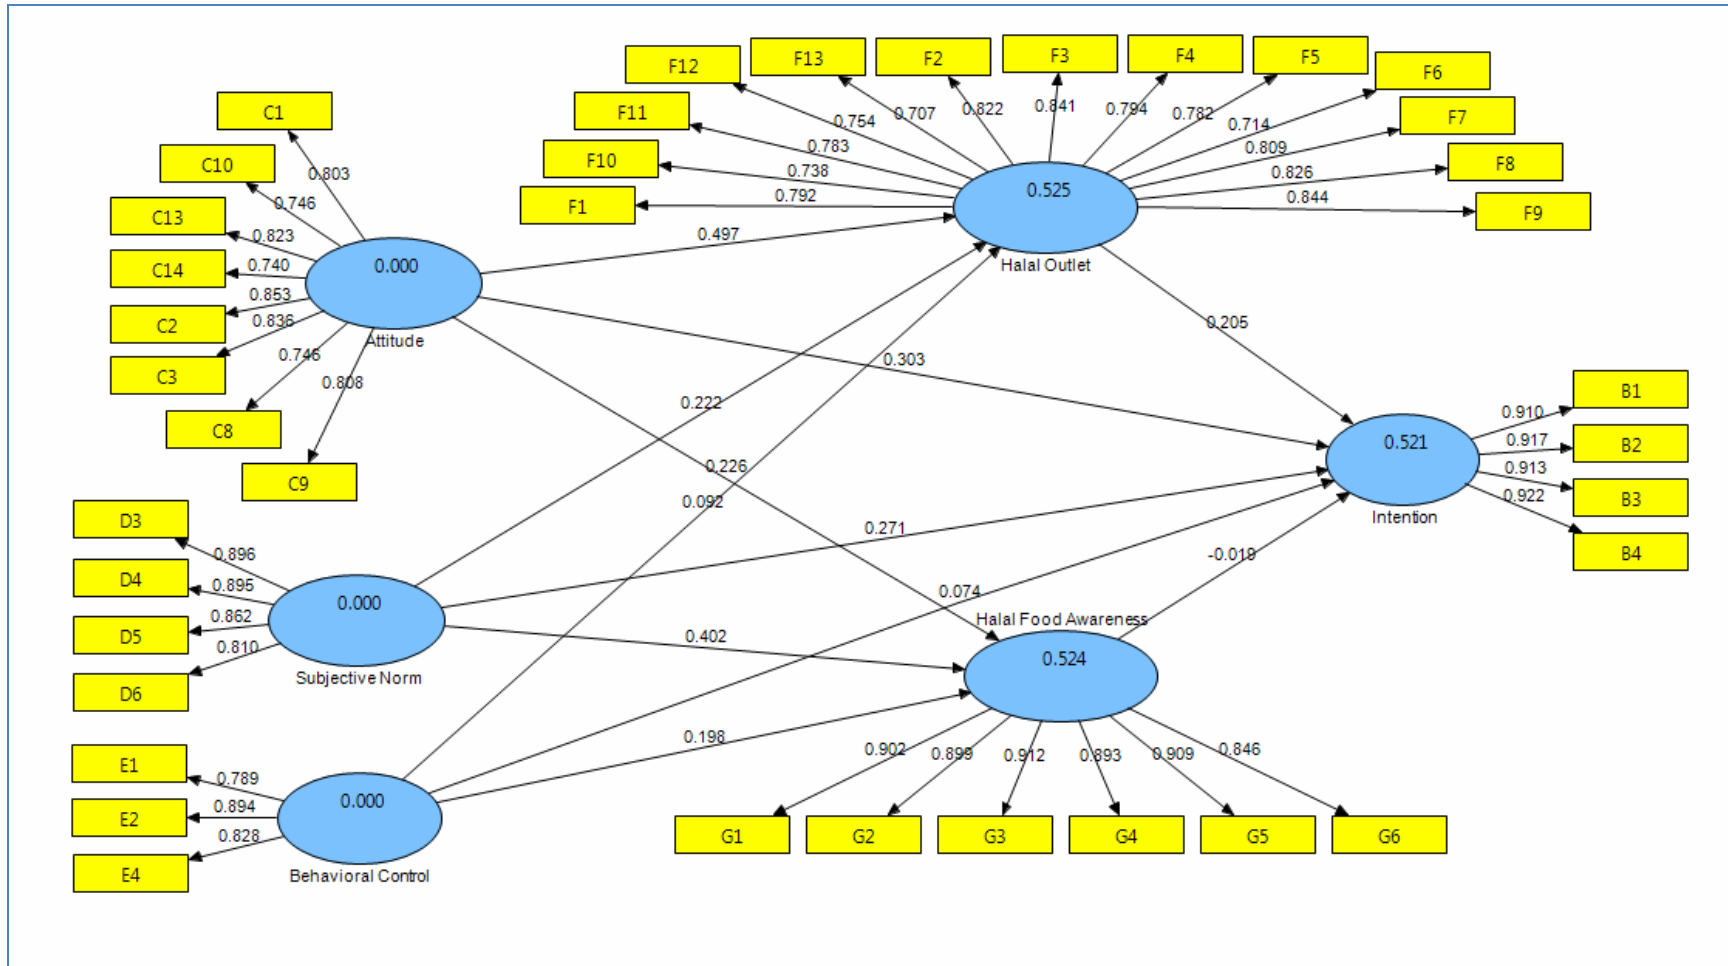 F12
F13
F2
F3
F4
F5
F6
F11
F7
F10
F8
F1
F9
0.754
0.707
0.822
0.841
0.794
0.782
0.714
0.783
0.809
0.738
0.826
0.792
0.844
0.525
Halal Outlet
C1
C10
C13
C14
C2
C3
C8
C9
0.803
0.746
0.823
0.740
0.853
0.836
0.746
0.808
0.000
Attitude
0.497
0.303
0.205
0.222
0.226
0.092
0.271
-0.019
0.074
0.402
0.198
B1
B2
B3
B4
0.910
0.917
0.913
0.922
0.521
Intention
D3
D4
D5
D6
0.896
0.895
0.862
0.810
0.000
Subjective Norm
Halal Food Awareness
0.524
E1
E2
E4
0.789
0.894
0.828
0.000
Behavioral Control
0.902
0.899
0.912
0.893
0.909
0.846
G1
G2
G3
G4
G5
G6